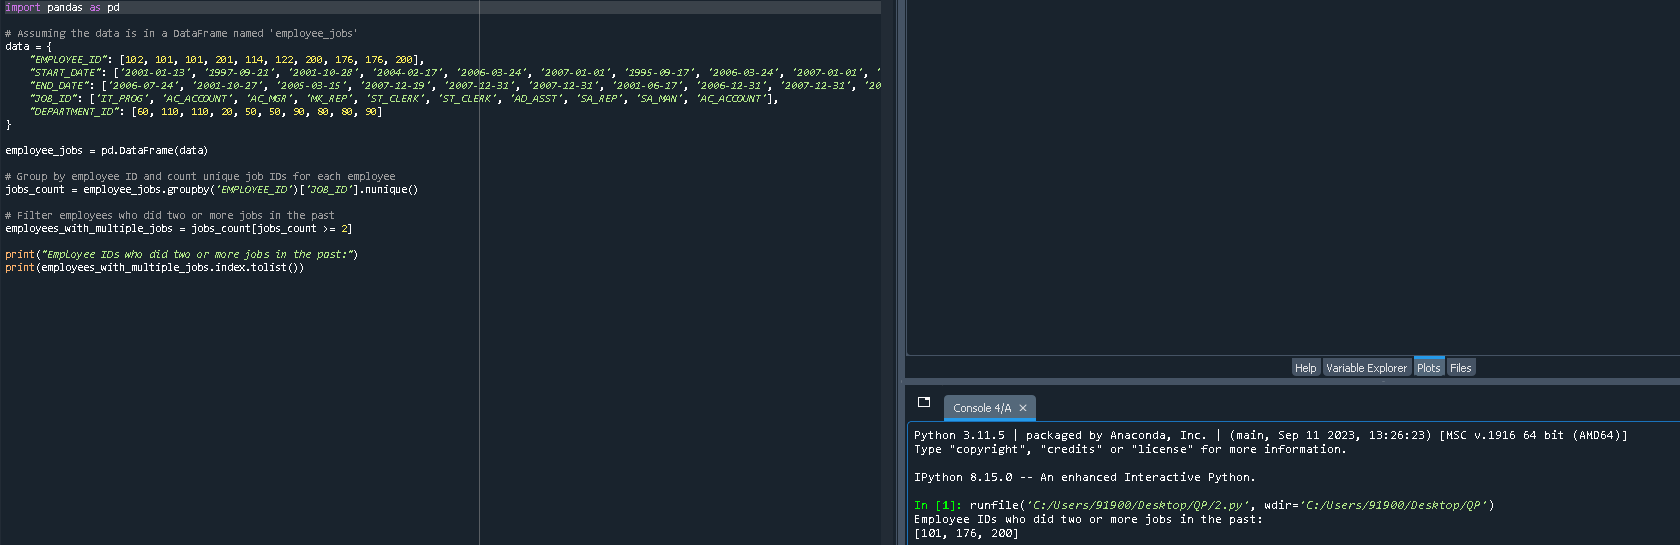 import pandas as pd
# Assuming the data is in a DataFrame named 'employee_jobs'
data = {
"EMPLOYEE_ID": [102, 101, 101, 201, 114, 122, 200, 176, 176, 200],
"START_DATE": ['2001-01-13', '1997-09-21', '2001-10-28', '2004-02-17', '2006-03-24', '2007-01-01', '1995-09-17', '2006-03-24', '2007-01-01', '
"END_DATE": ['2006-07-24', '2001-10-27', '2005-03-15', '2007-12-19', '2007-12-31', '2007-12-31', '2001-06-17', '2006-12-31', '2007-12-31', '20
"JOB_ID": ['IT_PROG', 'AC_ACCOUNT', 'AC_MGR', 'MK_REP', 'ST_CLERK', 'ST_CLERK', 'AD_ASST', 'SA_REP', 'SA_MAN', 'AC_ACCOUNT'],
"DEPARTMENT_ID": [60, 110, 110, 20, 50, 50, 90, 80, 80, 90]
}
employee_jobs = pd.DataFrame(data)
# Group by employee ID and count unique job IDs for each employee
jobs_count = employee_jobs.groupby('EMPLOYEE_ID')['JOB_ID'].nunique()
# Filter employees who did two or more jobs in the past
employees_with_multiple_jobs = jobs_count[jobs_count >= 2]
print("Employee IDs who did two or more jobs in the past:")
print(employees_with_multiple_jobs.index.tolist())
Help Variable Explorer Plots Files
Console 4/A ×
Python 3.11.5 | packaged by Anaconda, Inc. | (main, Sep 11 2023, 13:26:23) [MSC v.1916 64 bit (AMD64)]
Type "copyright", "credits" or "license" for more information.
IPython 8.15.0 -- An enhanced Interactive Python.
In [1]: runfile('C:/Users/91900/Desktop/QP/2.py', wdir='C:/Users/91900/Desktop/QP')
Employee IDs who did two or more jobs in the past:
[101, 176, 200]